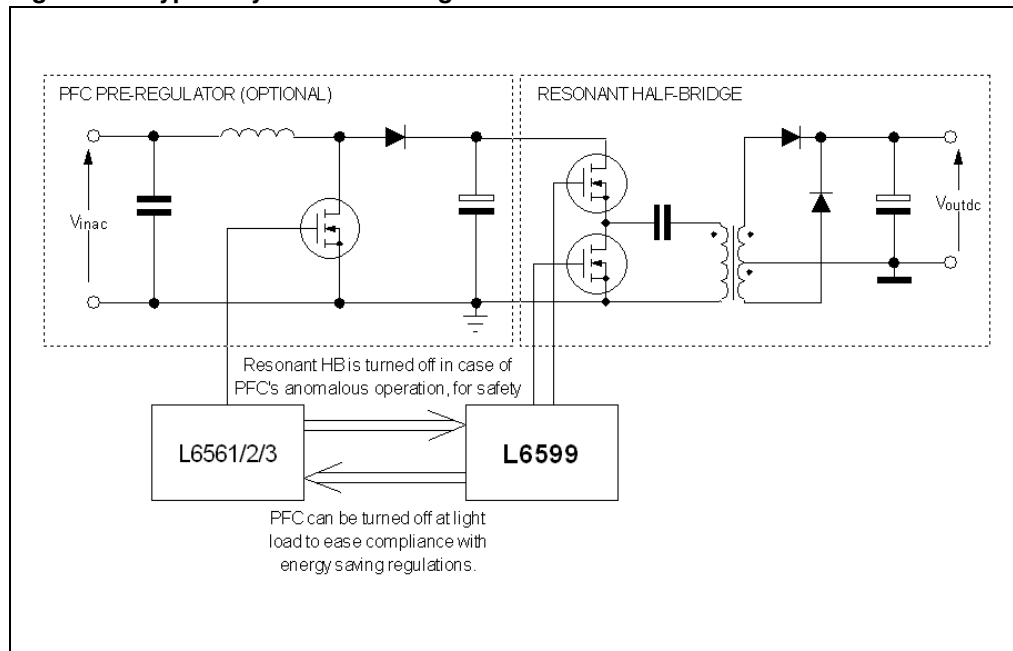 PFC PRE-REGULATOR (OPTIONAL)
RESONANT HALF-BRIDGE
Vinac
Voutdc
Resonant HB is turned off in case of
PFC's anomalous operation, for safety
L6561/2/3
L6599
PFC can be turned off at light
load to ease compliance with
energy saving regulations.